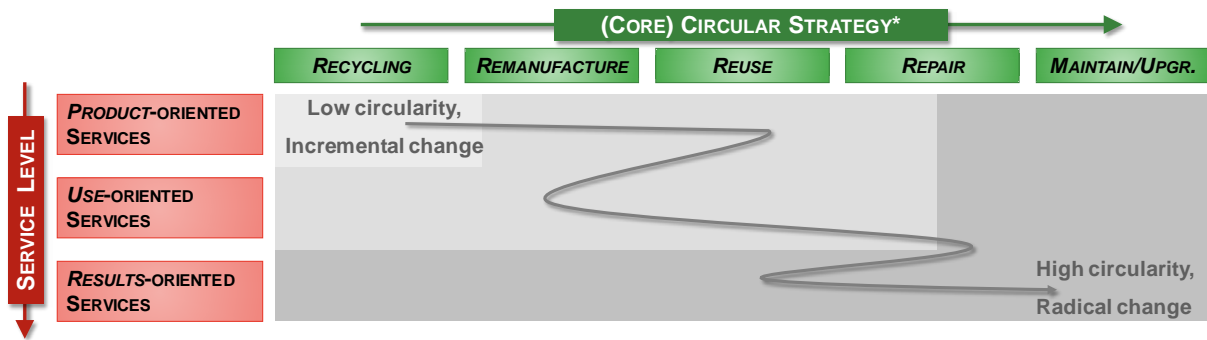 (CORE) CIRCULAR STRATEGY*
RECYCLING
REMANUFACTURE
REUSE
REPAIR
MAINTAIN/UPGR.
SERVICE LEVEL
PRODUCT-ORIENTED
SERVICES
Low circularity,
Incremental change
USE-ORIENTED
SERVICES
RESULTS-ORIENTED
SERVICES
High circularity,
Radical change